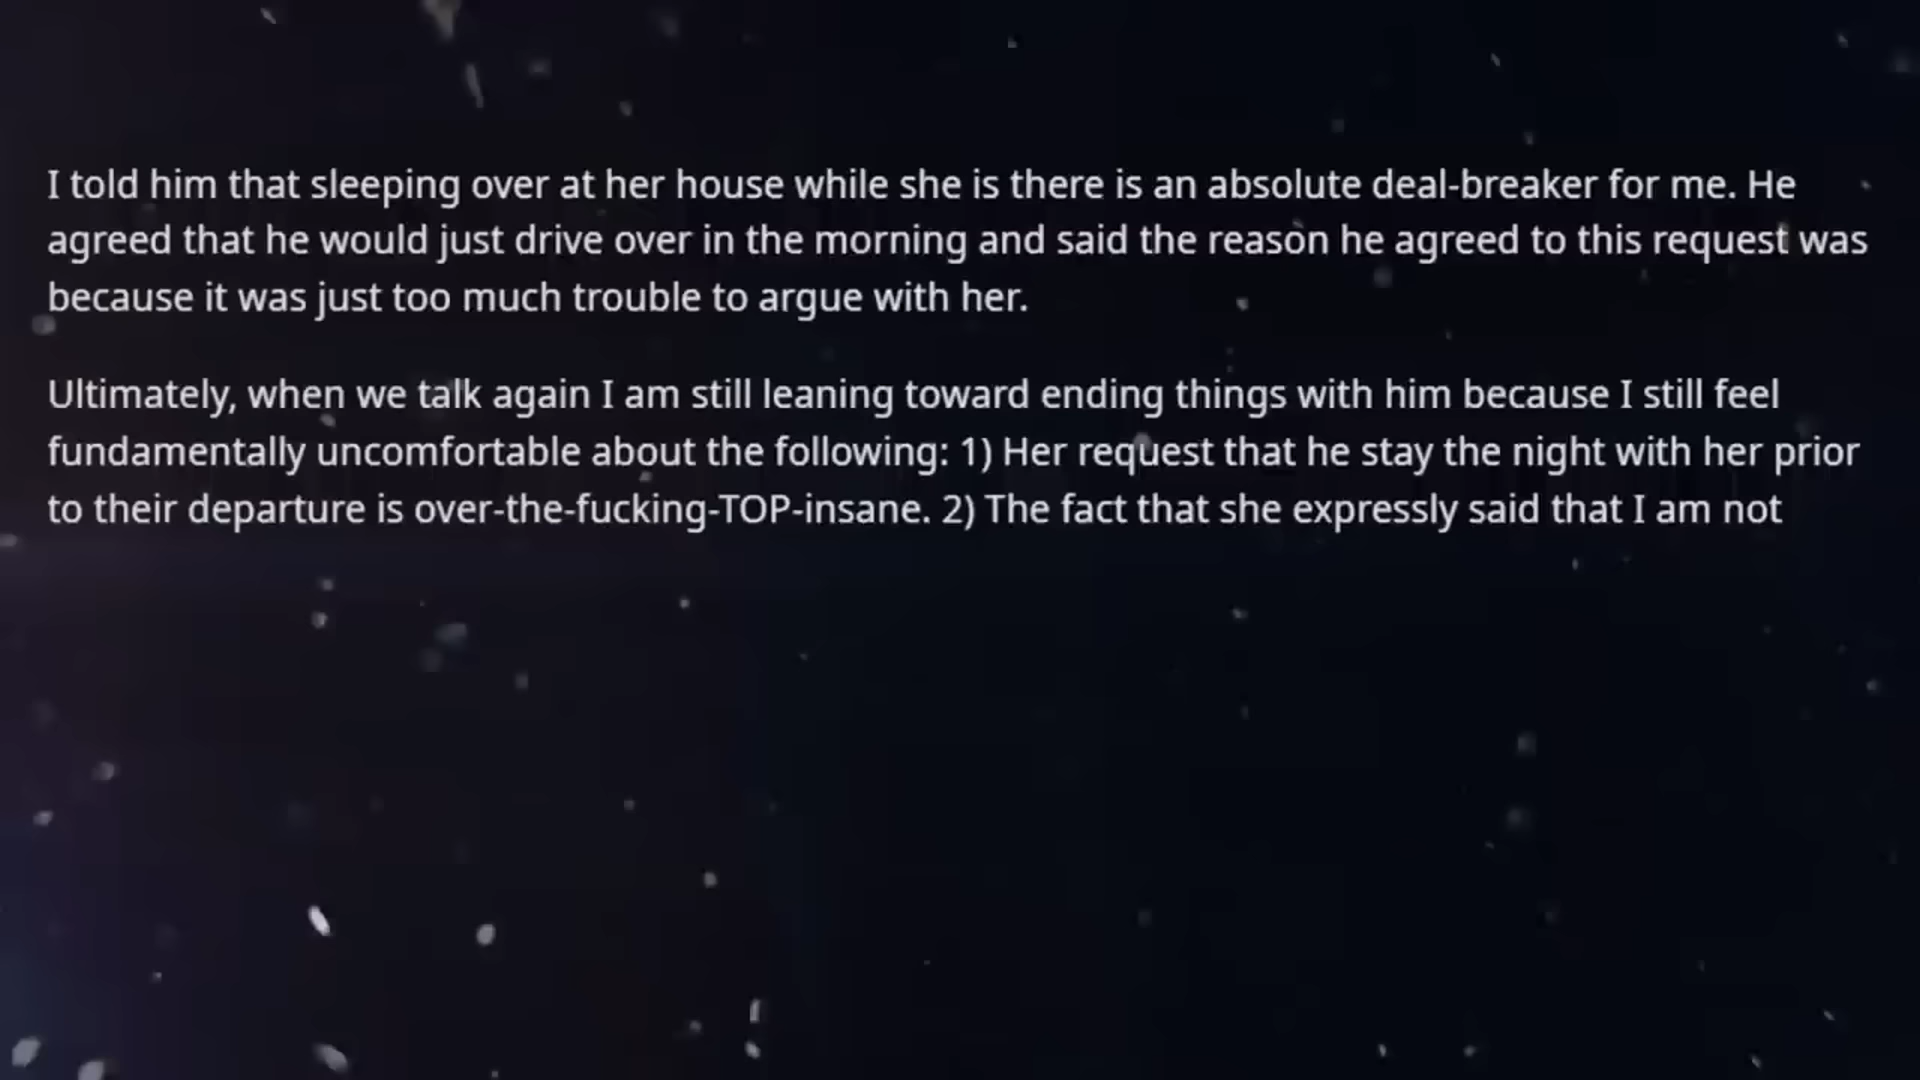 I told him that sleeping over at her house while she is there is an absolute deal-breaker for me. He
agreed that he would just drive over in the morning and said the reason he agreed to this request was
because it was just too much trouble to argue with her.
Ultimately, when we talk again I am still leaning toward ending things with him because I still feel
fundamentally uncomfortable about the following: 1) Her request that he stay the night with her prior
to their departure is over-the-fucking-TOP-insane. 2) The fact that she expressly said that I am not